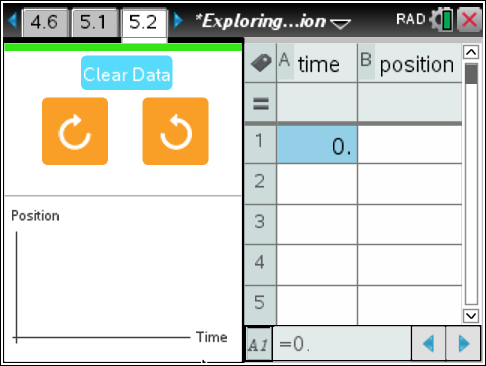 4.6 5.1 5.2 *Exploring...ion RAD
Clear Data
Position
Time
A time B position
=
1 0.
2
3
4
5
A1 =0.